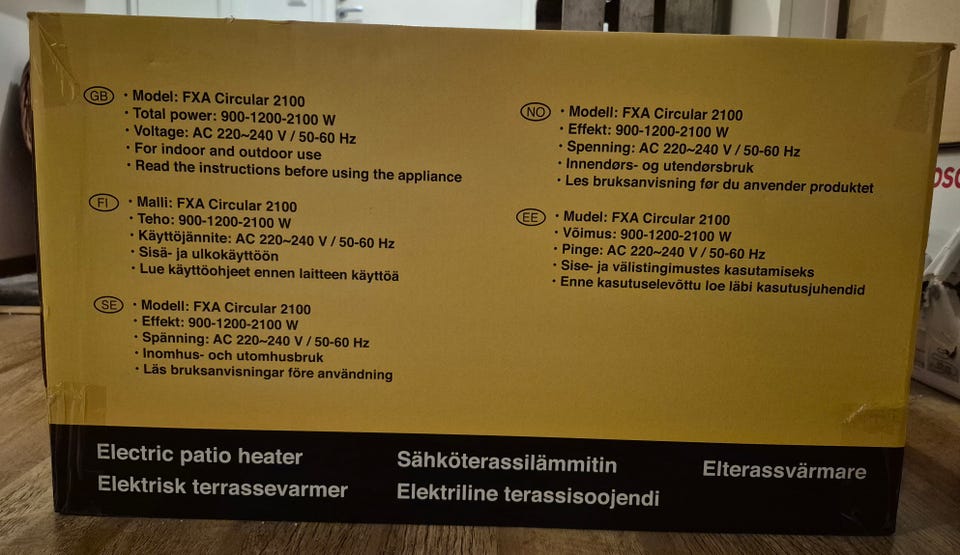 GB
· Model: FXA Circular 2100
· Total power: 900-1200-2100 W
· Voltage: AC 220~240 V / 50-60 Hz
· For indoor and outdoor use
· Read the instructions before using the appliance
FI
· Malli: FXA Circular 2100
· Teho: 900-1200-2100 W
· Käyttöjännite: AC 220~240 V / 50-60 Hz
· Sisä- ja ulkokäyttöön
· Lue käyttöohjeet ennen laitteen käyttöä
SE
· Modell: FXA Circular 2100
· Effekt: 900-1200-2100 W
· Spänning: AC 220~240 V / 50-60 Hz
· Inomhus- och utomhusbruk
· Läs bruksanvisningar före användning
NO
· Modell: FXA Circular 2100
· Effekt: 900-1200-2100 W
· Spenning: AC 220~240 V / 50-60 Hz
· Innendørs- og utendørsbruk
· Les bruksanvisning før du anvender produktet
EE
· Mudel: FXA Circular 2100
· Võimus: 900-1200-2100 W
· Pinge: AC 220~240 V / 50-60 Hz
· Sise- ja välistingimustes kasutamiseks
· Enne kasutuselevõttu loe läbi kasutusjuhendid
Electric patio heater
Sähköterassilämmitin
Elterassvärmare
Elektrisk terrassevarmer
Elektriline terassisoojendi